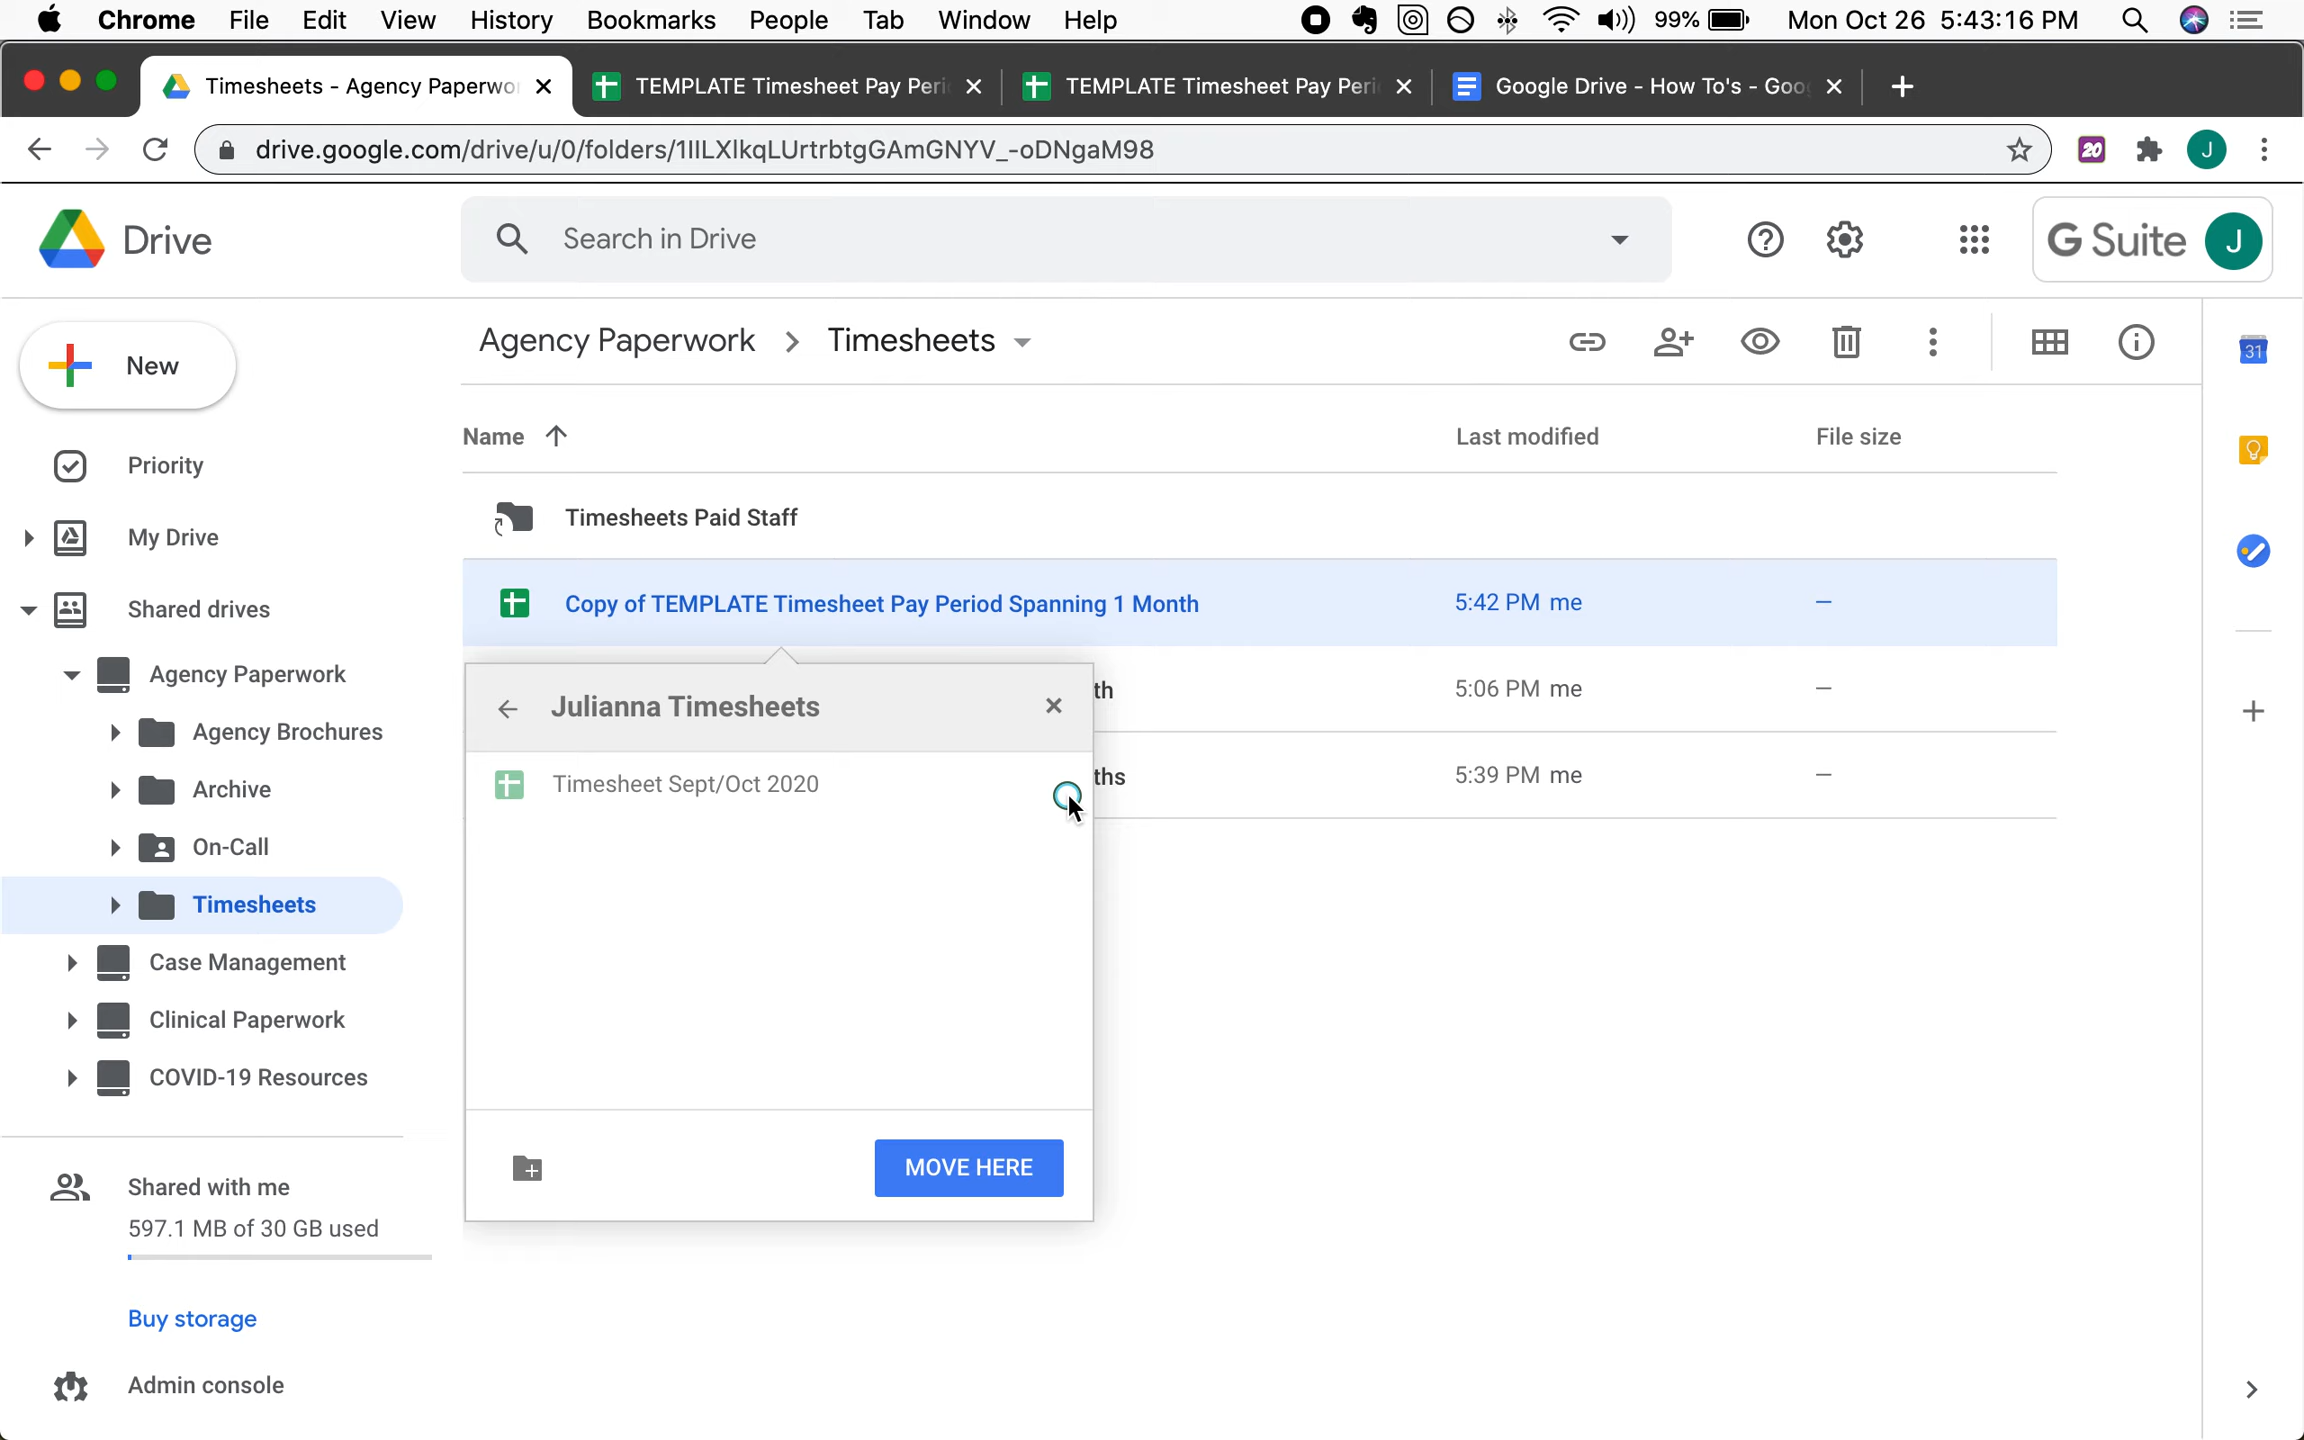 Chrome File Edit View History Bookmarks People Tab Window Help 99% Mon Oct 26 5:43:16 PM
Timesheets - Agency Paperwo TEMPLATE Timesheet Pay Peri TEMPLATE Timesheet Pay Peri Google Drive - How To's - Goo
drive.google.com/drive/u/0/folders/1IILXlkqLUrtrbtgGAmGNYV_-oDNgaM98 20 J
Drive Search in Drive G Suite J
New Agency Paperwork > Timesheets
31
Name Last modified File size
Priority
Timesheets Paid Staff
My Drive
Copy of TEMPLATE Timesheet Pay Period Spanning 1 Month 5:42 PM me –
Shared drives
Agency Paperwork
th 5:06 PM me –
Julianna Timesheets
Agency Brochures
ths 5:39 PM me –
Timesheet Sept/Oct 2020
Archive
On-Call
Timesheets
Case Management
Clinical Paperwork
COVID-19 Resources
MOVE HERE
Shared with me
597.1 MB of 30 GB used
Buy storage
Admin console